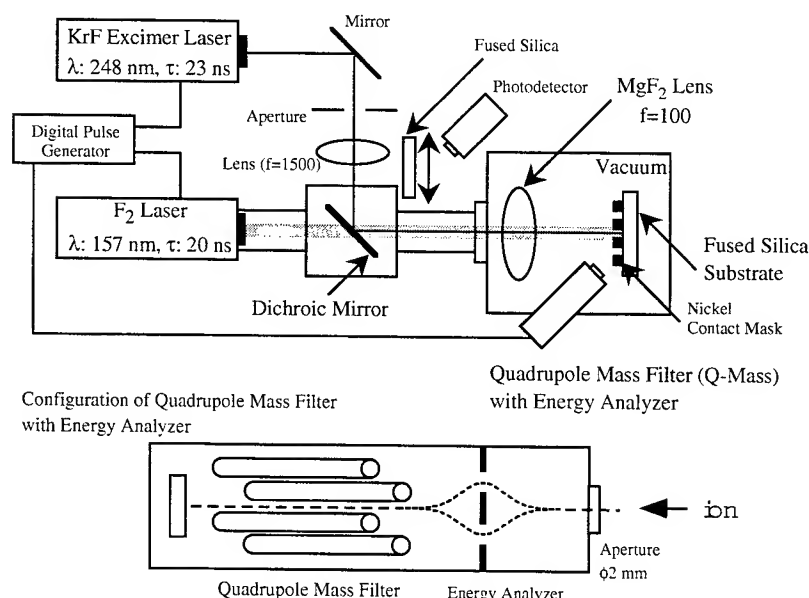 Mirror
KrF Excimer Laser
λ: 248 nm, τ: 23 ns
Fused Silica
Photodetector
MgF₂ Lens
f=100
Aperture
Digital Pulse
Generator
Lens (f=1500)
Vacuum
F₂ Laser
λ: 157 nm, τ: 20 ns
Fused Silica
Substrate
Dichroic Mirror
Nickel
Contact Mask
Quadrupole Mass Filter (Q-Mass)
with Energy Analyzer
Configuration of Quadrupole Mass Filter
with Energy Analyzer
ion
Aperture
ϕ2 mm
Quadrupole Mass Filter
Energy Analyzer